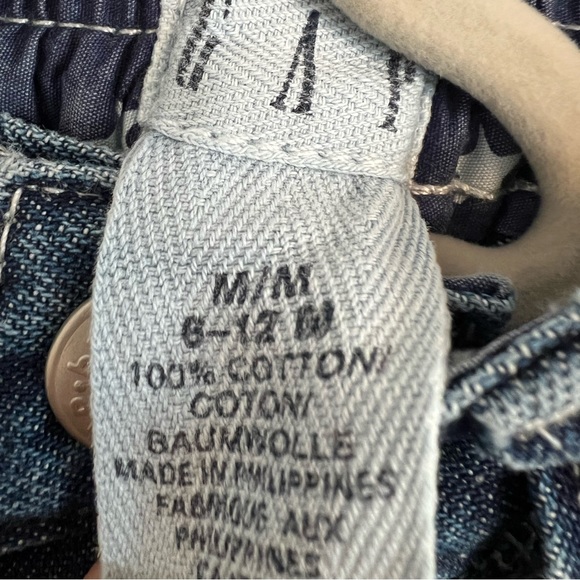 M/M
6-12 M
100% COTTON/
COTON/
BAUMWOLLE
MADE IN PHILIPPINES
FABRIQUE AUX
PHILIPPINES